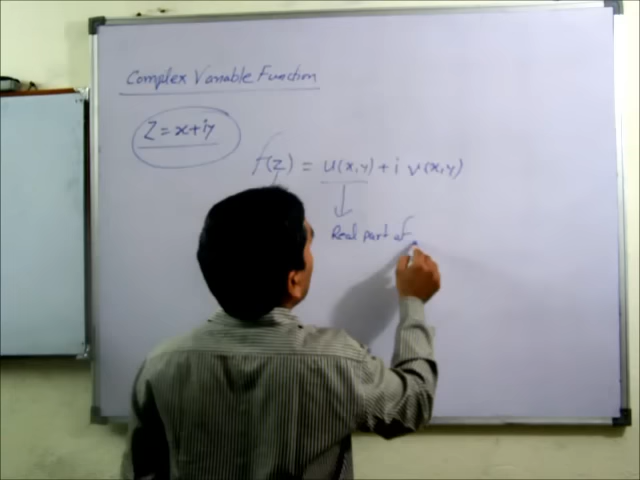 Complex Variable Function
Z = x+iy
f(z) = u(x,y) + i v(x,y)
Real part of